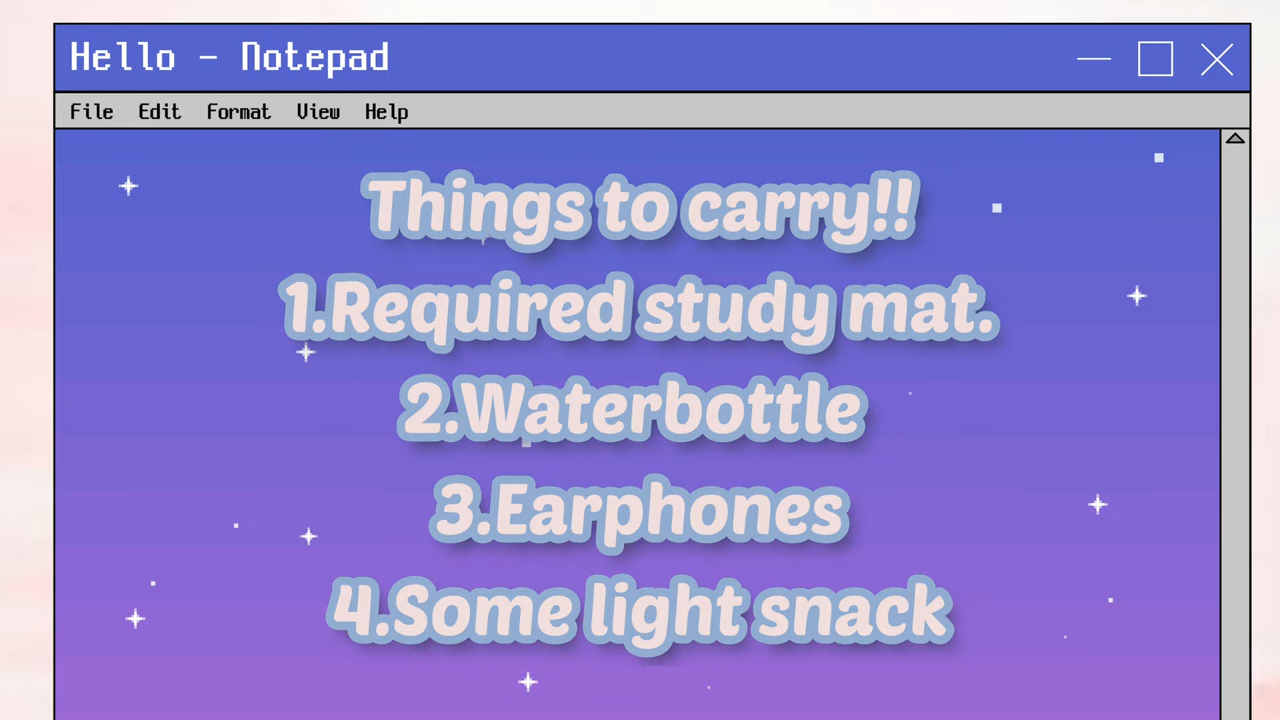 Hello - Notepad
File Edit Format View Help
Things to carry!!
1.Required study mat.
2.Waterbottle
3.Earphones
4.Some light snack